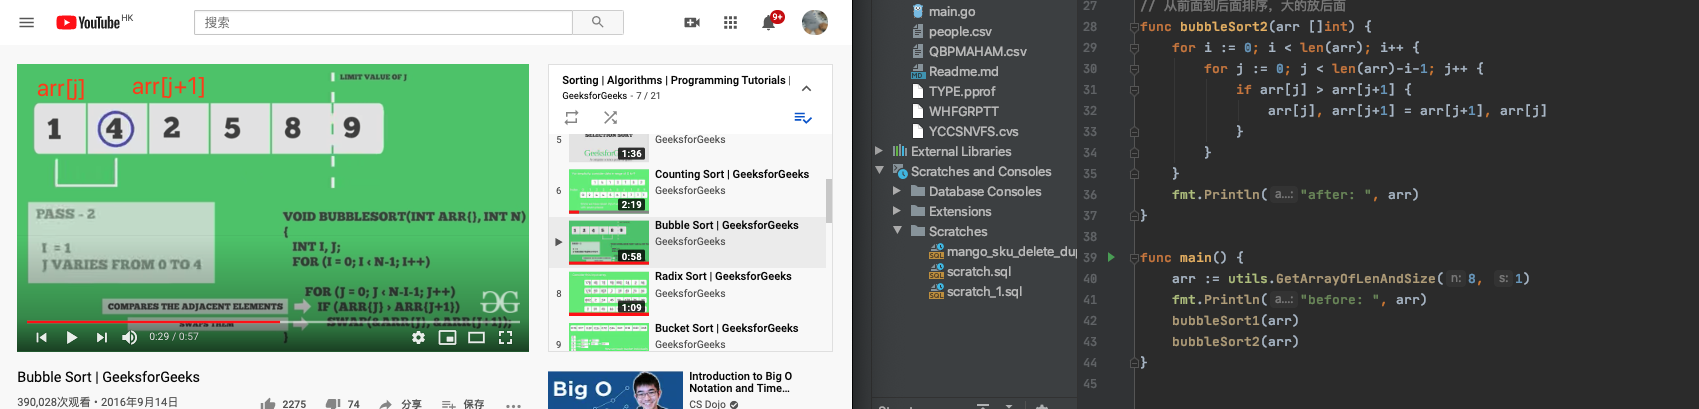 YouTube HK
搜索
9+
arr[j]
arr[j+1]
LIMIT VALUE OF J
1 4 2 5 8 9
PASS - 2
I = 1
J VARIES FROM 0 TO 4
VOID BUBBLESORT(INT ARR[], INT N)
{
INT I, J;
FOR (I = 0; I < N-1; I++)
FOR (J = 0; J < N-I-1; J++)
COMPARES THE ADJACENT ELEMENTS
IF (ARR[J] > ARR[J+1])
SWAPS THEM
SWAP(&ARR[J], &ARR[J+1]);
}
0:29 / 0:57
Bubble Sort | GeeksforGeeks
390,028次观看 • 2016年9月14日
2275
74
分享
保存
Sorting | Algorithms | Programming Tutorials |
GeeksforGeeks - 7 / 21
5
SELECTION SORT
GeeksforG
1:36
GeeksforGeeks
6
2:19
Counting Sort | GeeksforGeeks
GeeksforGeeks
0:58
Bubble Sort | GeeksforGeeks
GeeksforGeeks
8
1:09
Radix Sort | GeeksforGeeks
GeeksforGeeks
9
Bucket Sort | GeeksforGeeks
GeeksforGeeks
Big O
Introduction to Big O
Notation and Time…
CS Dojo
main.go
people.csv
QBPMAHAM.csv
Readme.md
TYPE.pprof
WHFGRPTT
YCCSNVFS.cvs
External Libraries
Scratches and Consoles
Database Consoles
Extensions
Scratches
mango_sku_delete_dup
scratch.sql
scratch_1.sql
27 // 从前面到后面排序，大的放后面
28 func bubbleSort2(arr []int) {
29 for i := 0; i < len(arr); i++ {
30 for j := 0; j < len(arr)-i-1; j++ {
31 if arr[j] > arr[j+1] {
32 arr[j], arr[j+1] = arr[j+1], arr[j]
33 }
34 }
35 }
36 fmt.Println( a...: "after: ", arr)
37 }
38
39 func main() {
40 arr := utils.GetArrayOfLenAndSize( n: 8, s: 1)
41 fmt.Println( a...: "before: ", arr)
42 bubbleSort1(arr)
43 bubbleSort2(arr)
44 }
45